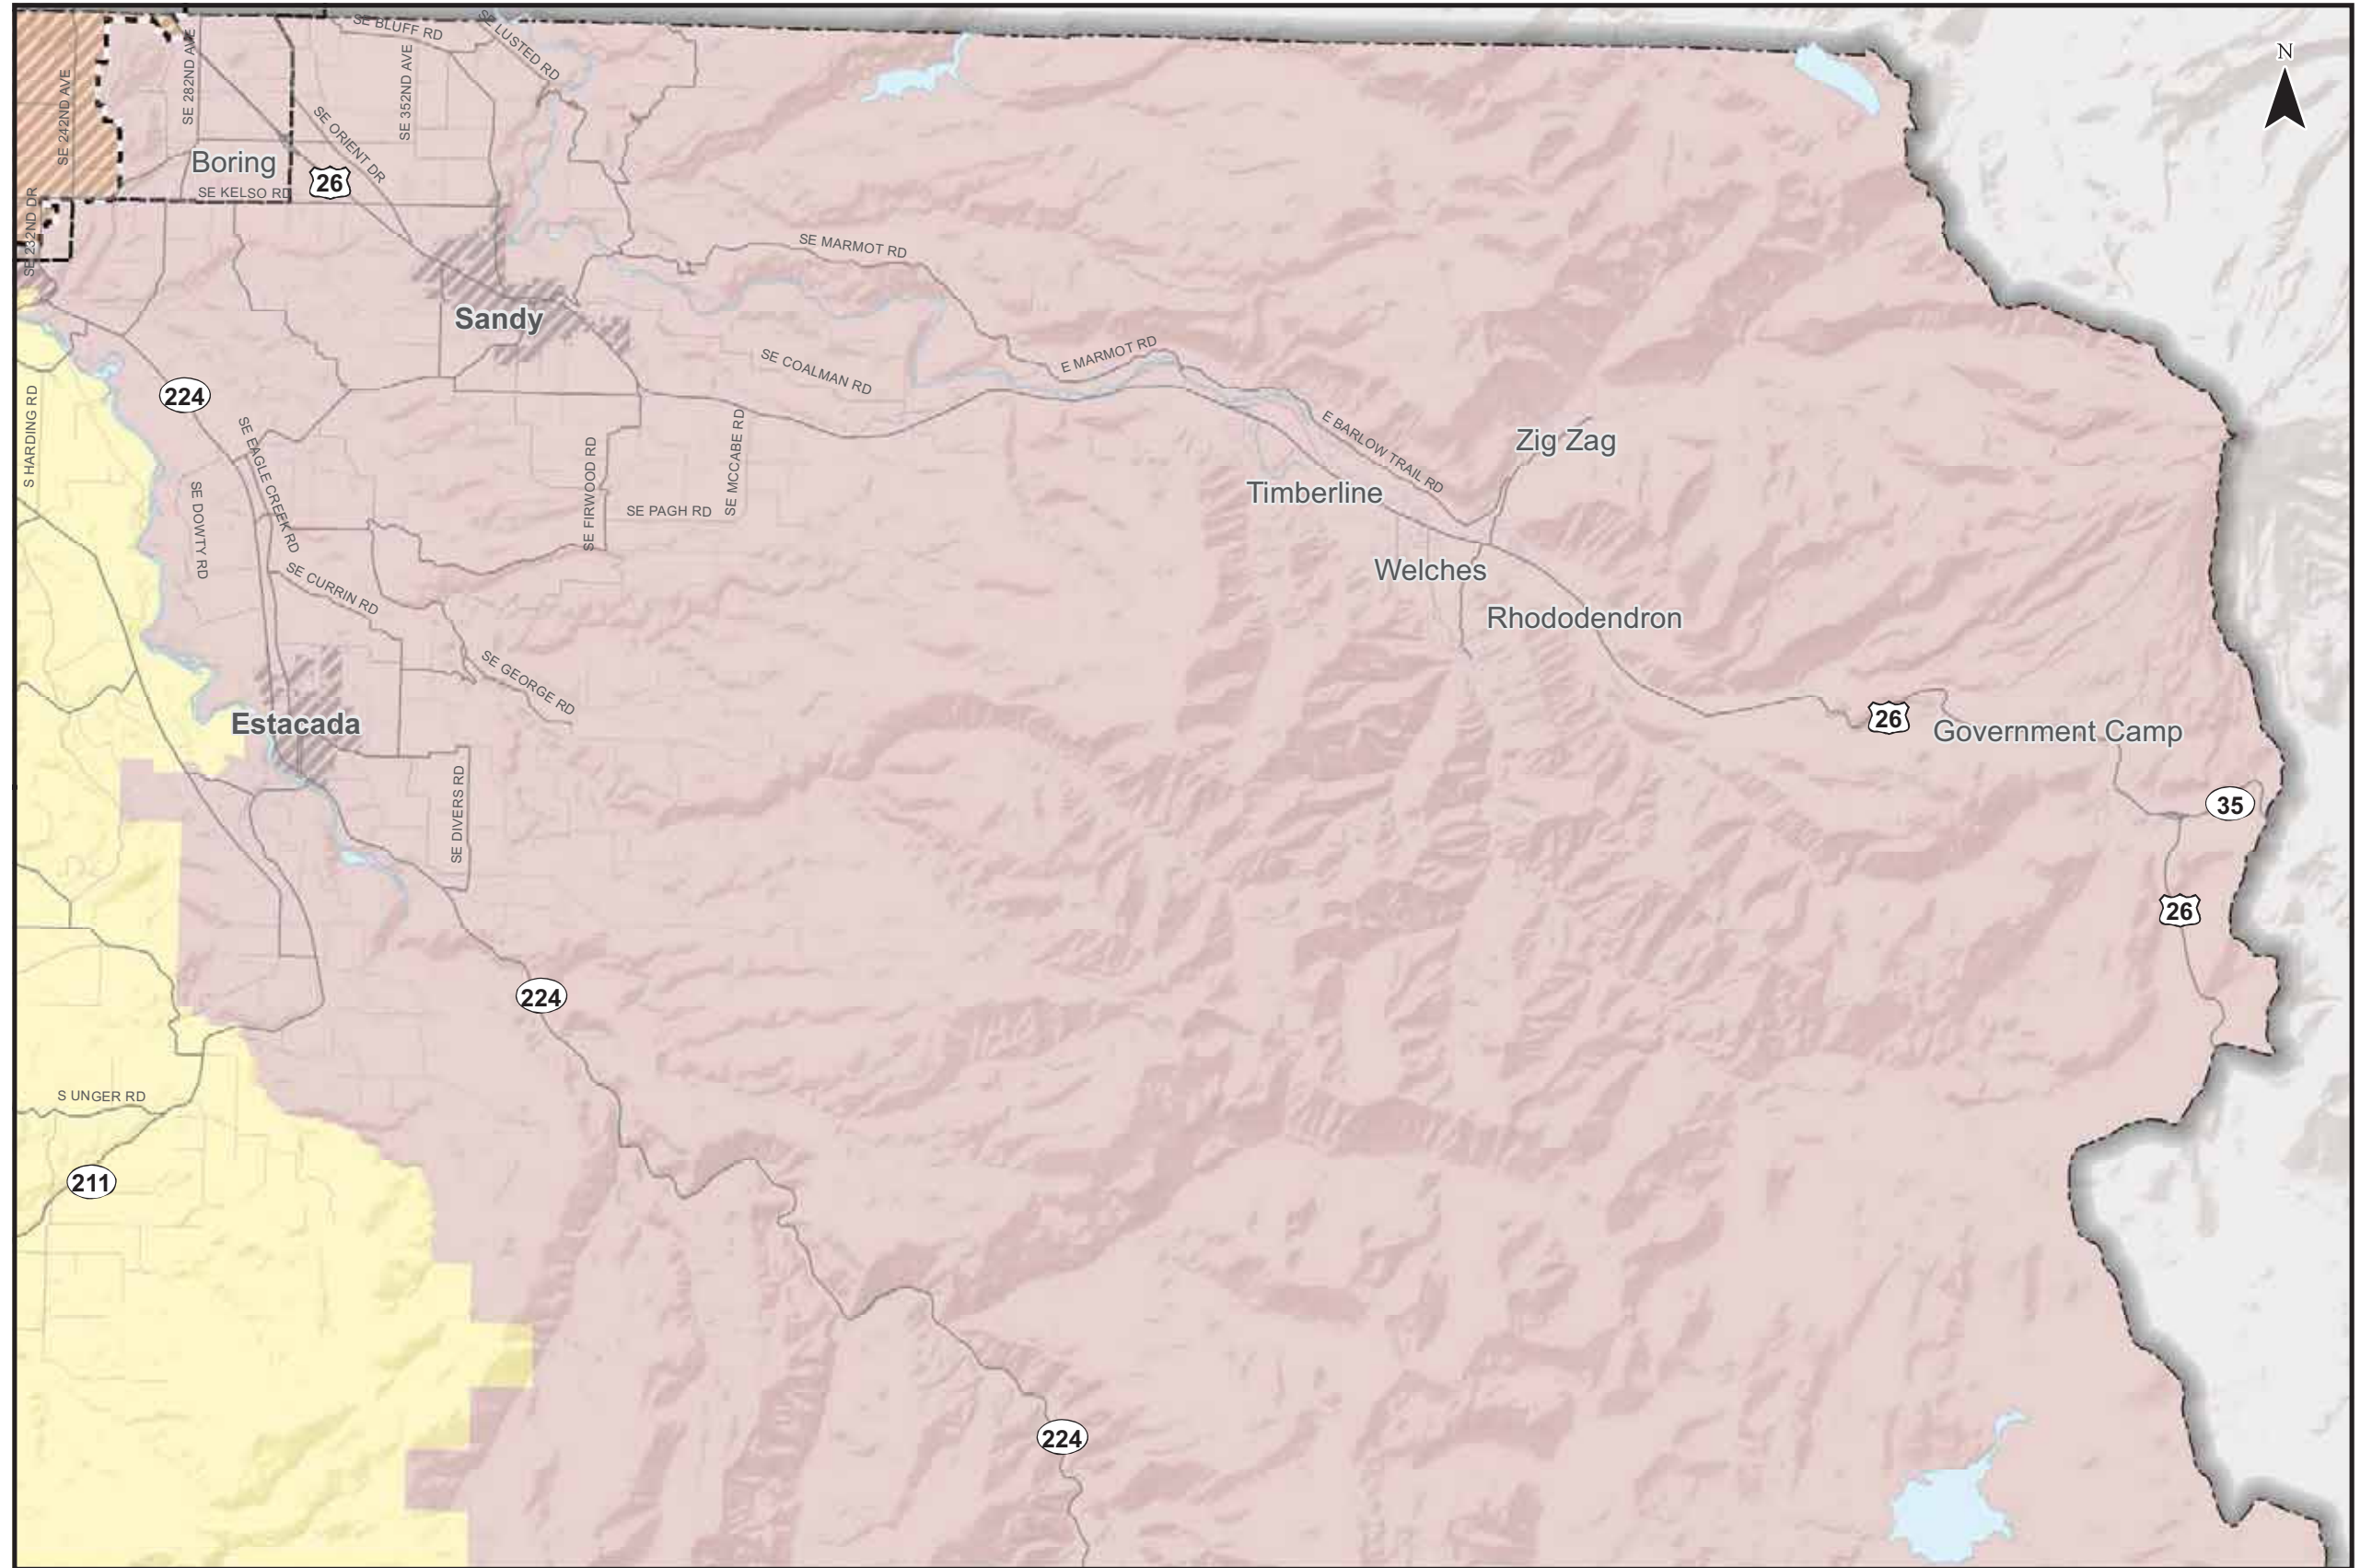 SE BLUFF RD
SE LUSTED RD
N
SE 242ND AVE
SE 282ND AVE
SE 352ND AVE
SE ORIENT DR
Boring
26
SE KELSO RD
SE 232ND DR
SE MARMOT RD
Sandy
E MARMOT RD
SE COALMAN RD
224
S HARDING RD
SE EAGLE CREEK RD
SE FIRWOOD RD
SE MCCABE RD
E BARLOW TRAIL RD
Zig Zag
Timberline
SE DOWTY RD
SE PAGH RD
Welches
SE CURRIN RD
Rhododendron
SE GEORGE RD
Estacada
26
Government Camp
SE DIVERS RD
35
26
224
S UNGER RD
211
224